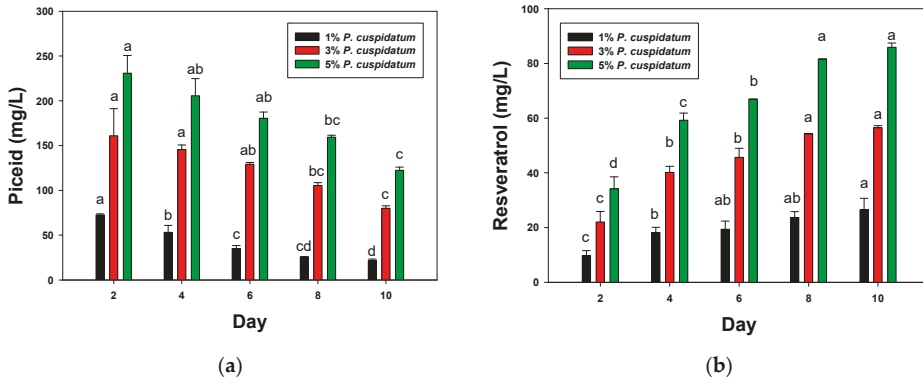 1% P. cuspidatum
3% P. cuspidatum
5% P. cuspidatum
Piceid (mg/L)
300
250
200
150
100
50
0
a a a
b a ab
c ab ab
cd bc bc
d c c
2 4 6 8 10
Day
(a)
1% P. cuspidatum
3% P. cuspidatum
5% P. cuspidatum
Resveratrol (mg/L)
100
80
60
40
20
0
c c d
b b c
ab b b
ab a a
a a a
2 4 6 8 10
Day
(b)